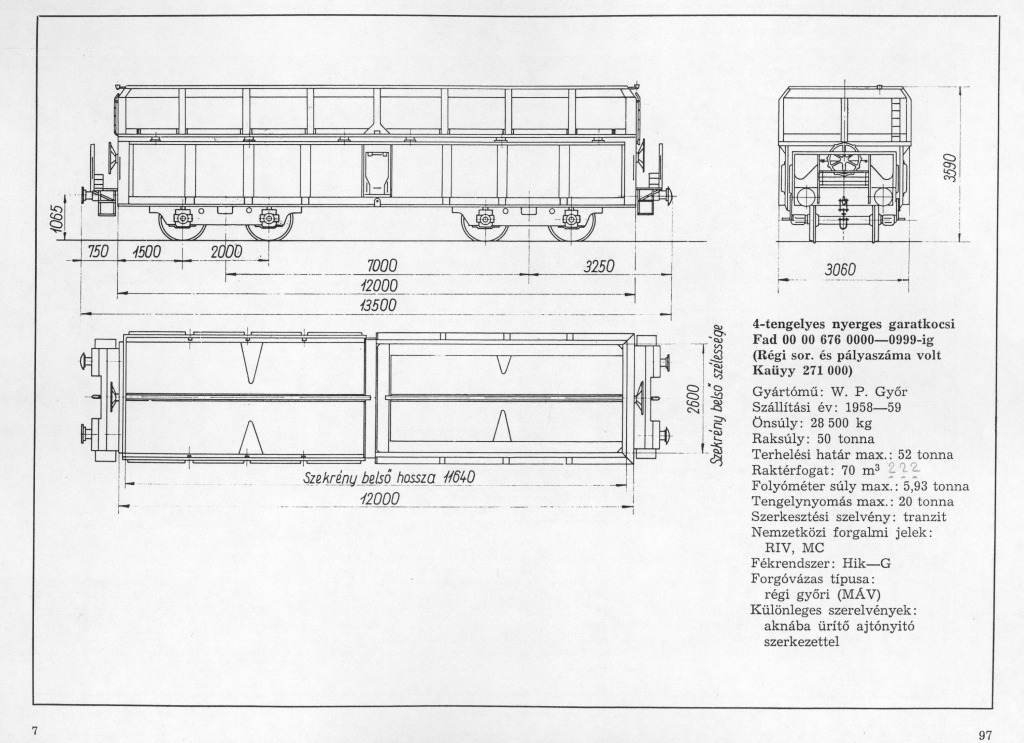 1065
750
1500
2000
7000
3250
12000
13500
3590
3060
2600
Szekrény belső szélessége
Szekrény belső hossza 11640
12000
4-tengelyes nyerges garatkocsi
Fad 00 00 676 0000—0999-ig
(Régi sor. és pályaszáma volt
Kaüyy 271 000)
Gyártómű: W. P. Győr
Szállítási év: 1958—59
Önsúly: 28 500 kg
Raksúly: 50 tonna
Terhelési határ max.: 52 tonna
Raktérfogat: 70 m³ 222
Folyóméter súly max.: 5,93 tonna
Tengelynyomás max.: 20 tonna
Szerkesztési szelvény: tranzit
Nemzetközi forgalmi jelek:
RIV, MC
Fékrendszer: Hik—G
Forgóvázas típusa:
régi győri (MÁV)
Különleges szerelvények:
aknába ürítő ajtónyitó
szerkezettel
7
97